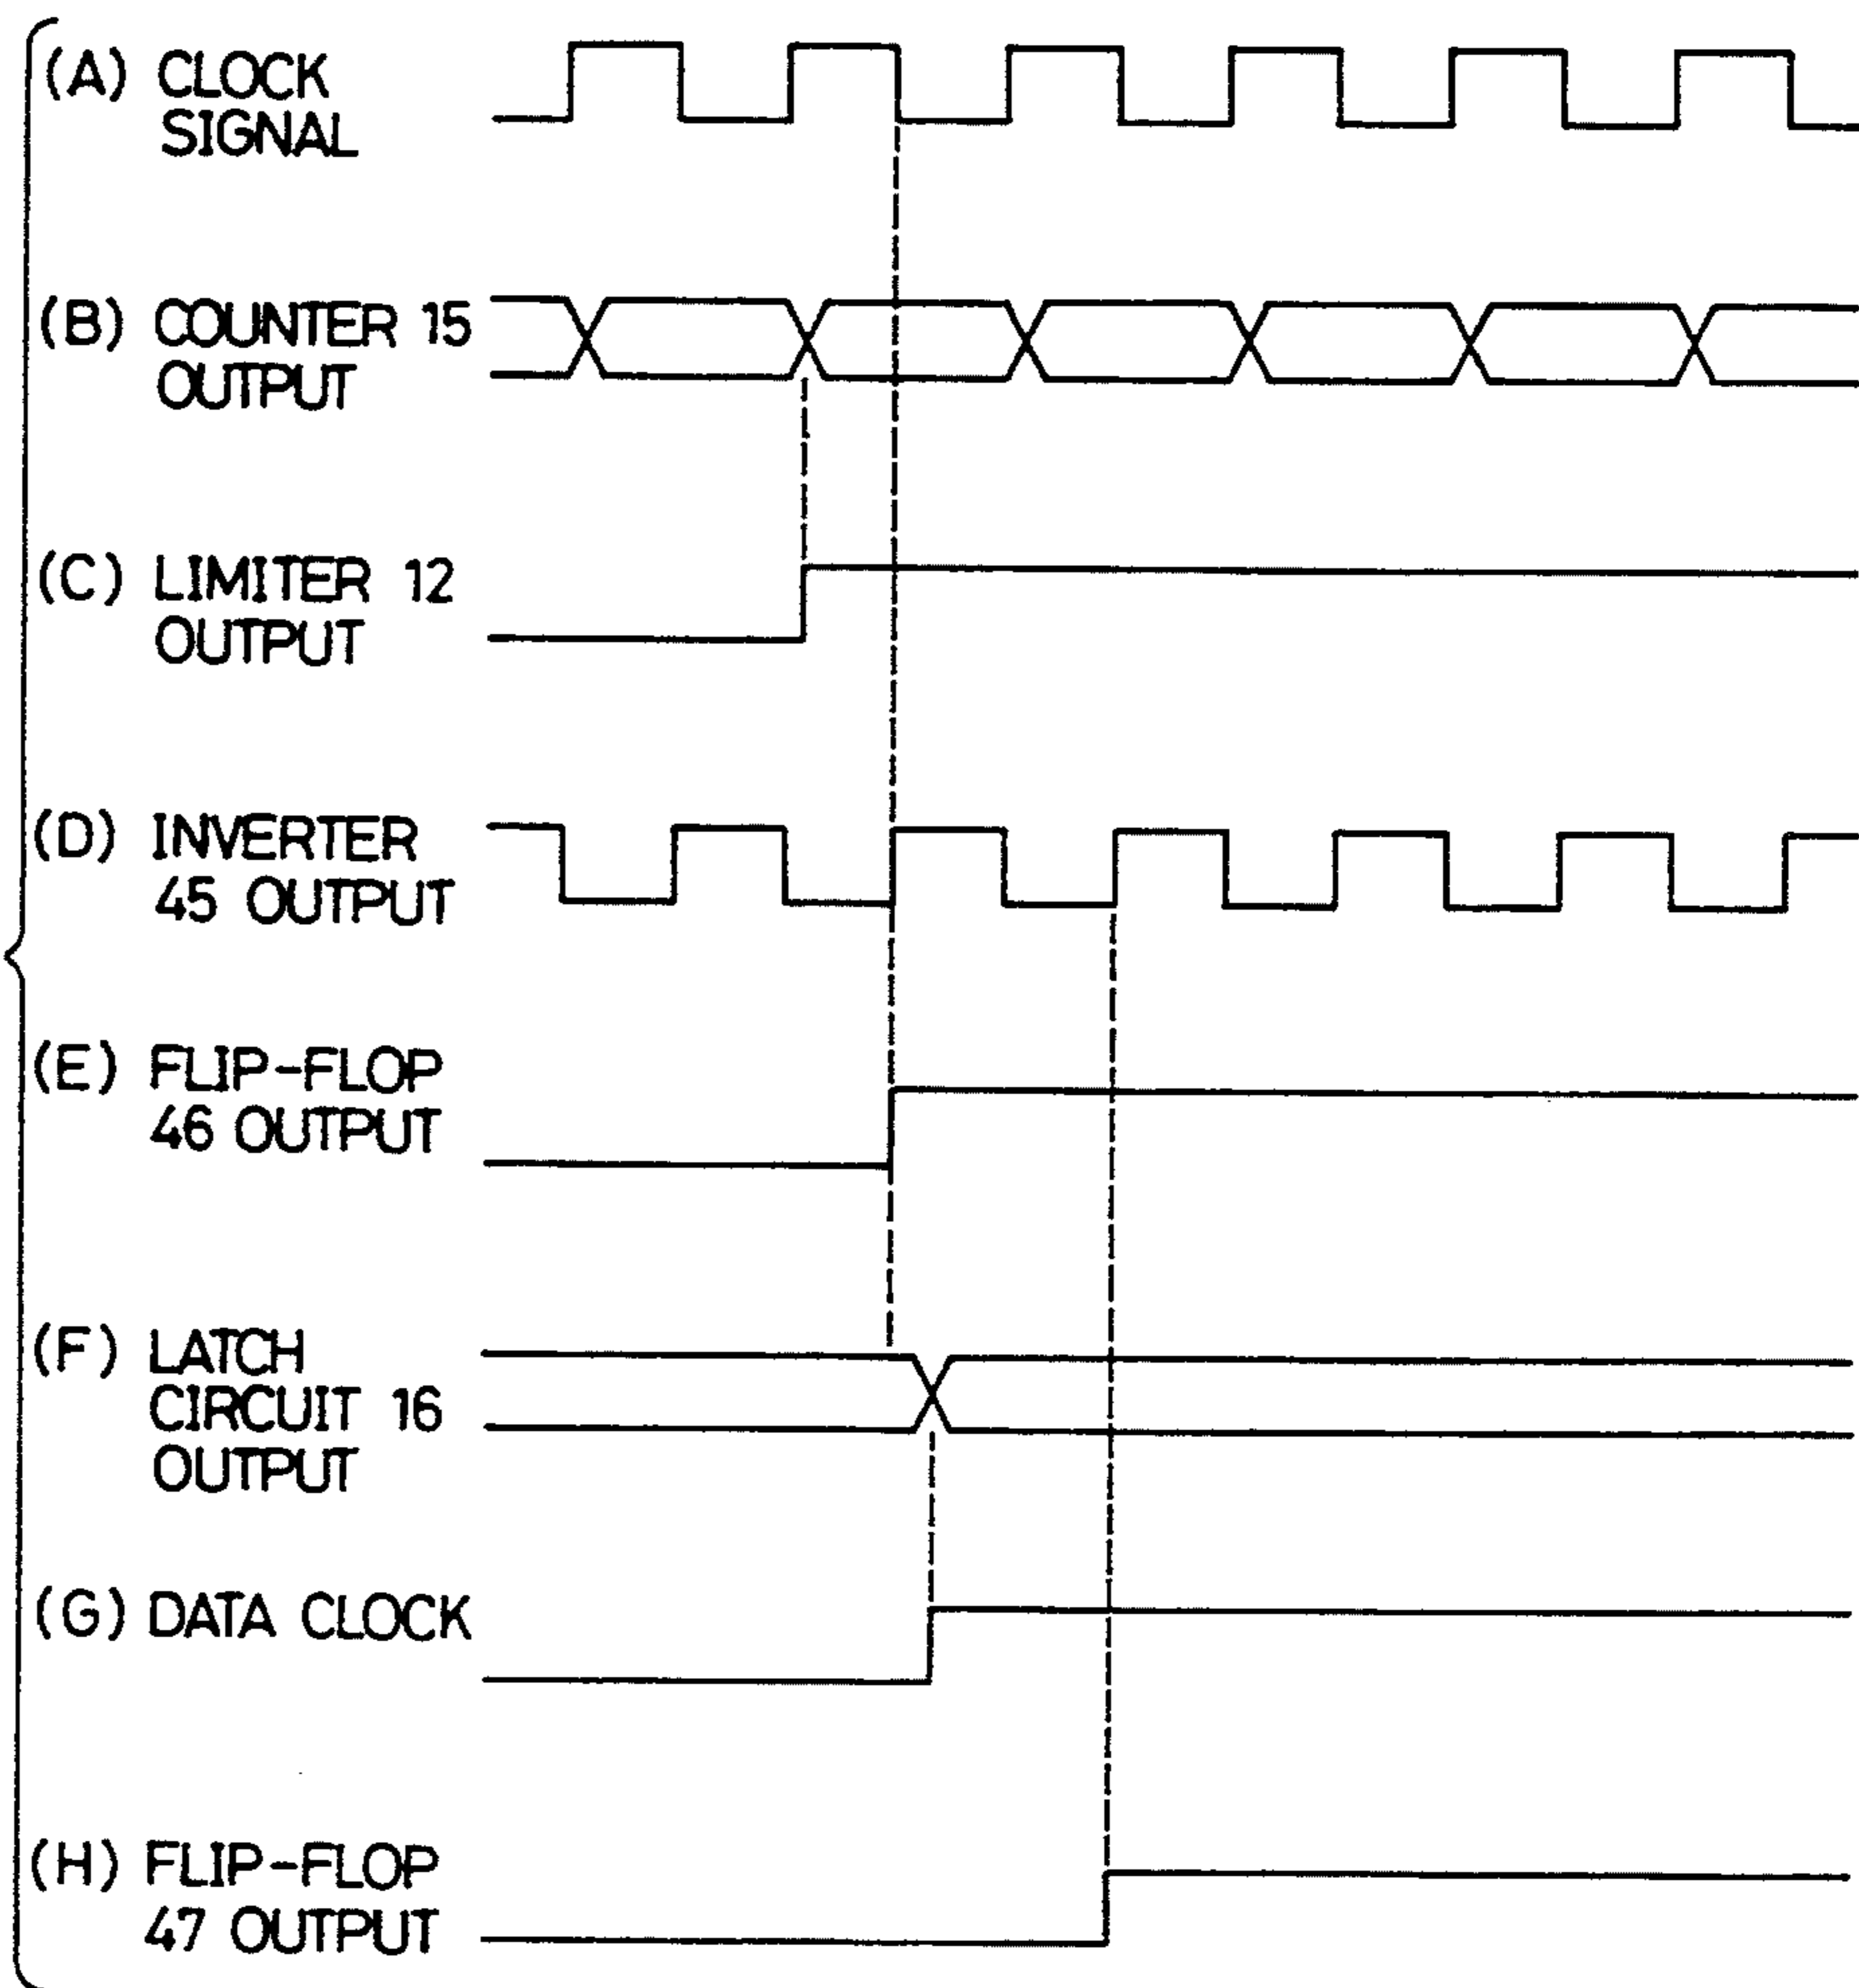 (A) CLOCK
SIGNAL
(B) COUNTER 15
OUTPUT
(C) LIMITER 12
OUTPUT
(D) INVERTER
45 OUTPUT
(E) FLIP-FLOP
46 OUTPUT
(F) LATCH
CIRCUIT 16
OUTPUT
(G) DATA CLOCK
(H) FLIP-FLOP
47 OUTPUT